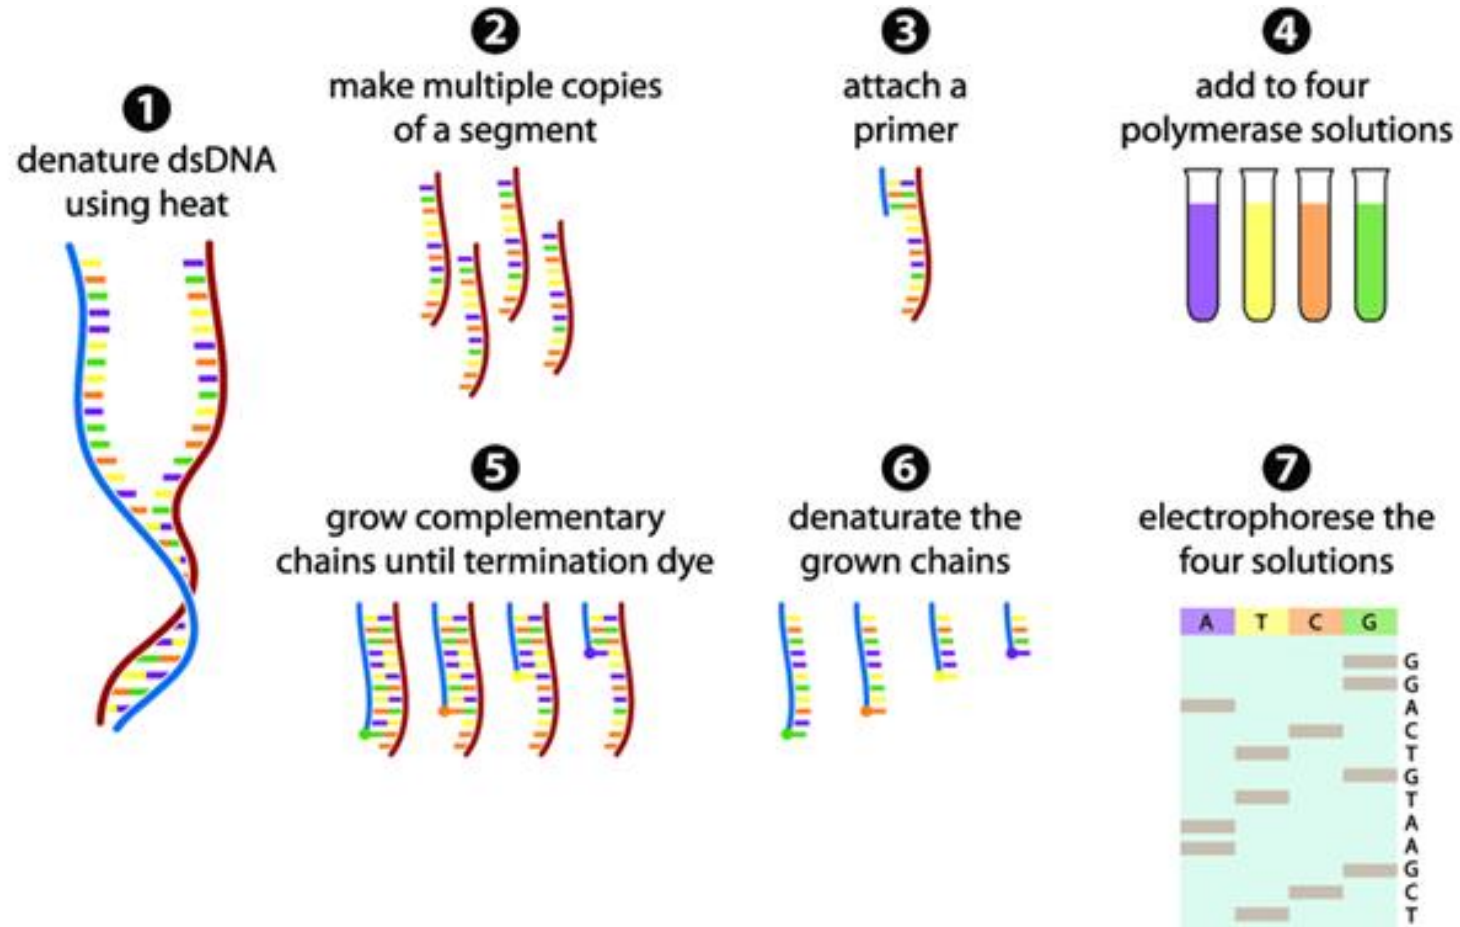 1
denature dsDNA
using heat
2
make multiple copies
of a segment
3
attach a
primer
4
add to four
polymerase solutions
5
grow complementary
chains until termination dye
6
denaturate the
grown chains
7
electrophorese the
four solutions
A T C G
G
G
A
C
T
G
T
A
A
G
C
T